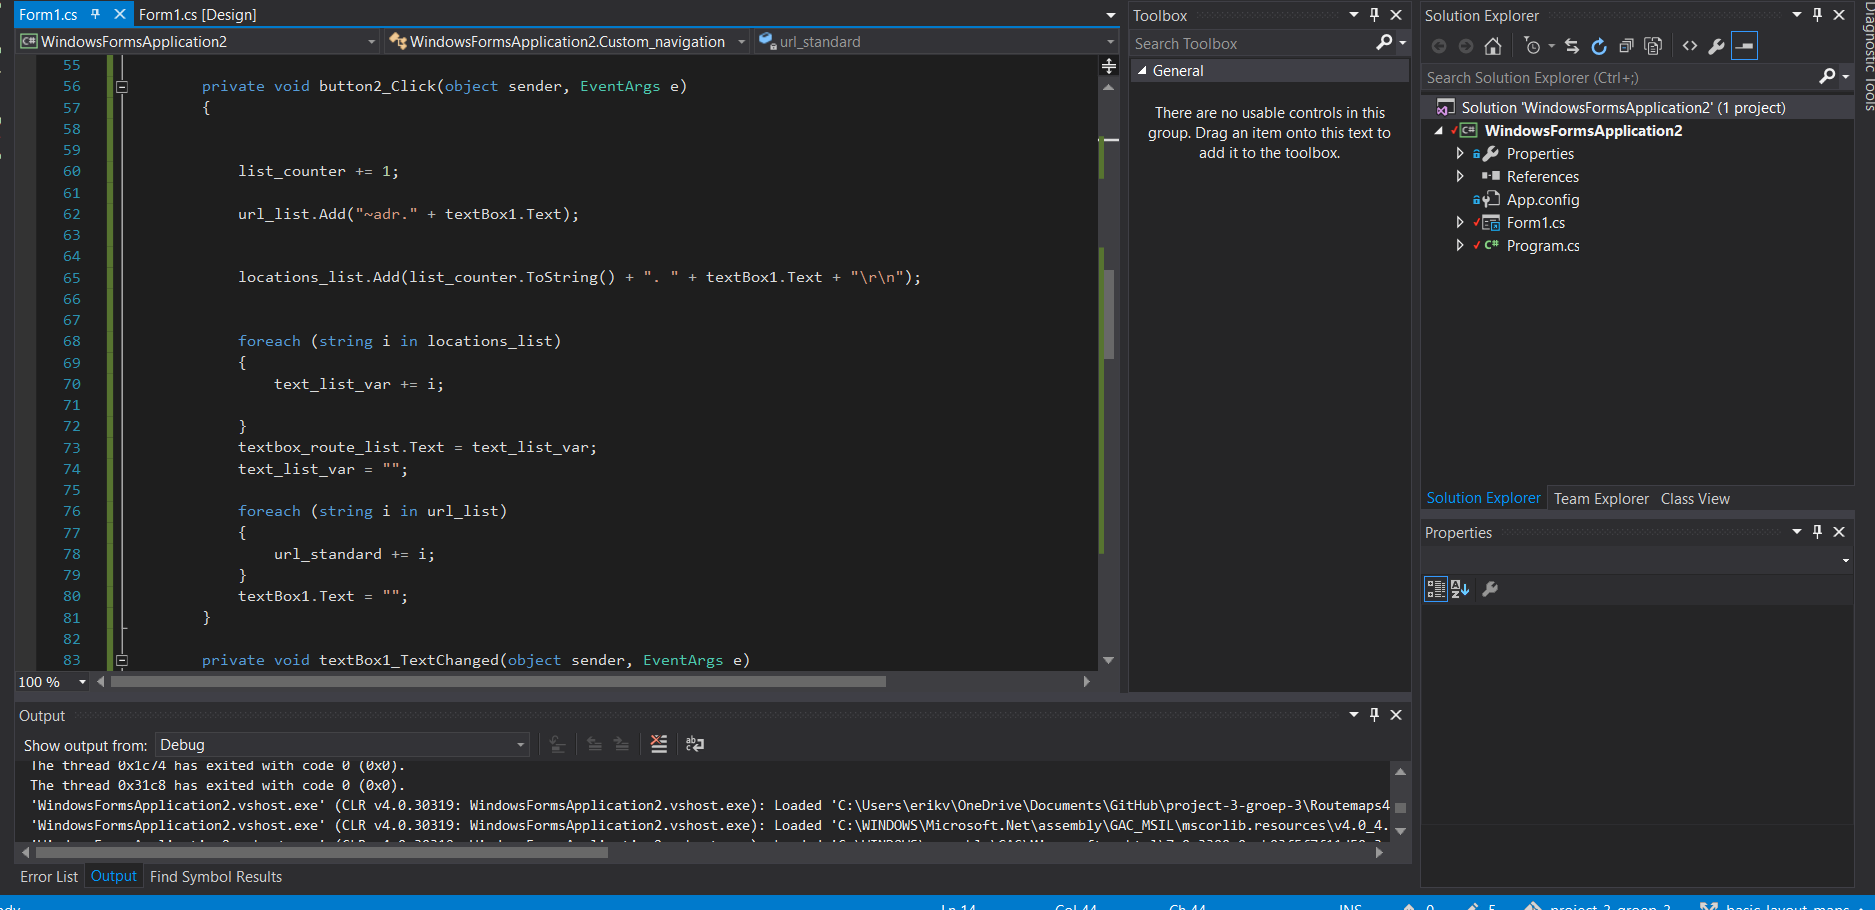 Form1.cs
Form1.cs [Design]
WindowsFormsApplication2
WindowsFormsApplication2.Custom_navigation
url_standard
55
56 private void button2_Click(object sender, EventArgs e)
57 {
58
59
60 list_counter += 1;
61
62 url_list.Add("~adr." + textBox1.Text);
63
64
65 locations_list.Add(list_counter.ToString() + ". " + textBox1.Text + "\r\n");
66
67
68 foreach (string i in locations_list)
69 {
70 text_list_var += i;
71
72 }
73 textbox_route_list.Text = text_list_var;
74 text_list_var = "";
75
76 foreach (string i in url_list)
77 {
78 url_standard += i;
79 }
80 textBox1.Text = "";
81 }
82
83 private void textBox1_TextChanged(object sender, EventArgs e)
100 %
Toolbox
Search Toolbox
General
There are no usable controls in this
group. Drag an item onto this text to
add it to the toolbox.
Solution Explorer
Search Solution Explorer (Ctrl+;)
Solution 'WindowsFormsApplication2' (1 project)
C# WindowsFormsApplication2
Properties
References
App.config
Form1.cs
C# Program.cs
Solution Explorer
Team Explorer
Class View
Properties
Diagnostic Tools
Output
Show output from: Debug
The thread 0x1c74 has exited with code 0 (0x0).
The thread 0x31c8 has exited with code 0 (0x0).
'WindowsFormsApplication2.vshost.exe' (CLR v4.0.30319: WindowsFormsApplication2.vshost.exe): Loaded 'C:\Users\erikv\OneDrive\Documents\GitHub\project-3-groep-3\Routemaps4
'WindowsFormsApplication2.vshost.exe' (CLR v4.0.30319: WindowsFormsApplication2.vshost.exe): Loaded 'C:\WINDOWS\Microsoft.Net\assembly\GAC_MSIL\mscorlib.resources\v4.0_4.
Error List
Output
Find Symbol Results
Ln 14
Col 44
Ch 44
INS
0
5
project-3-groep-3
basic-layout-maps